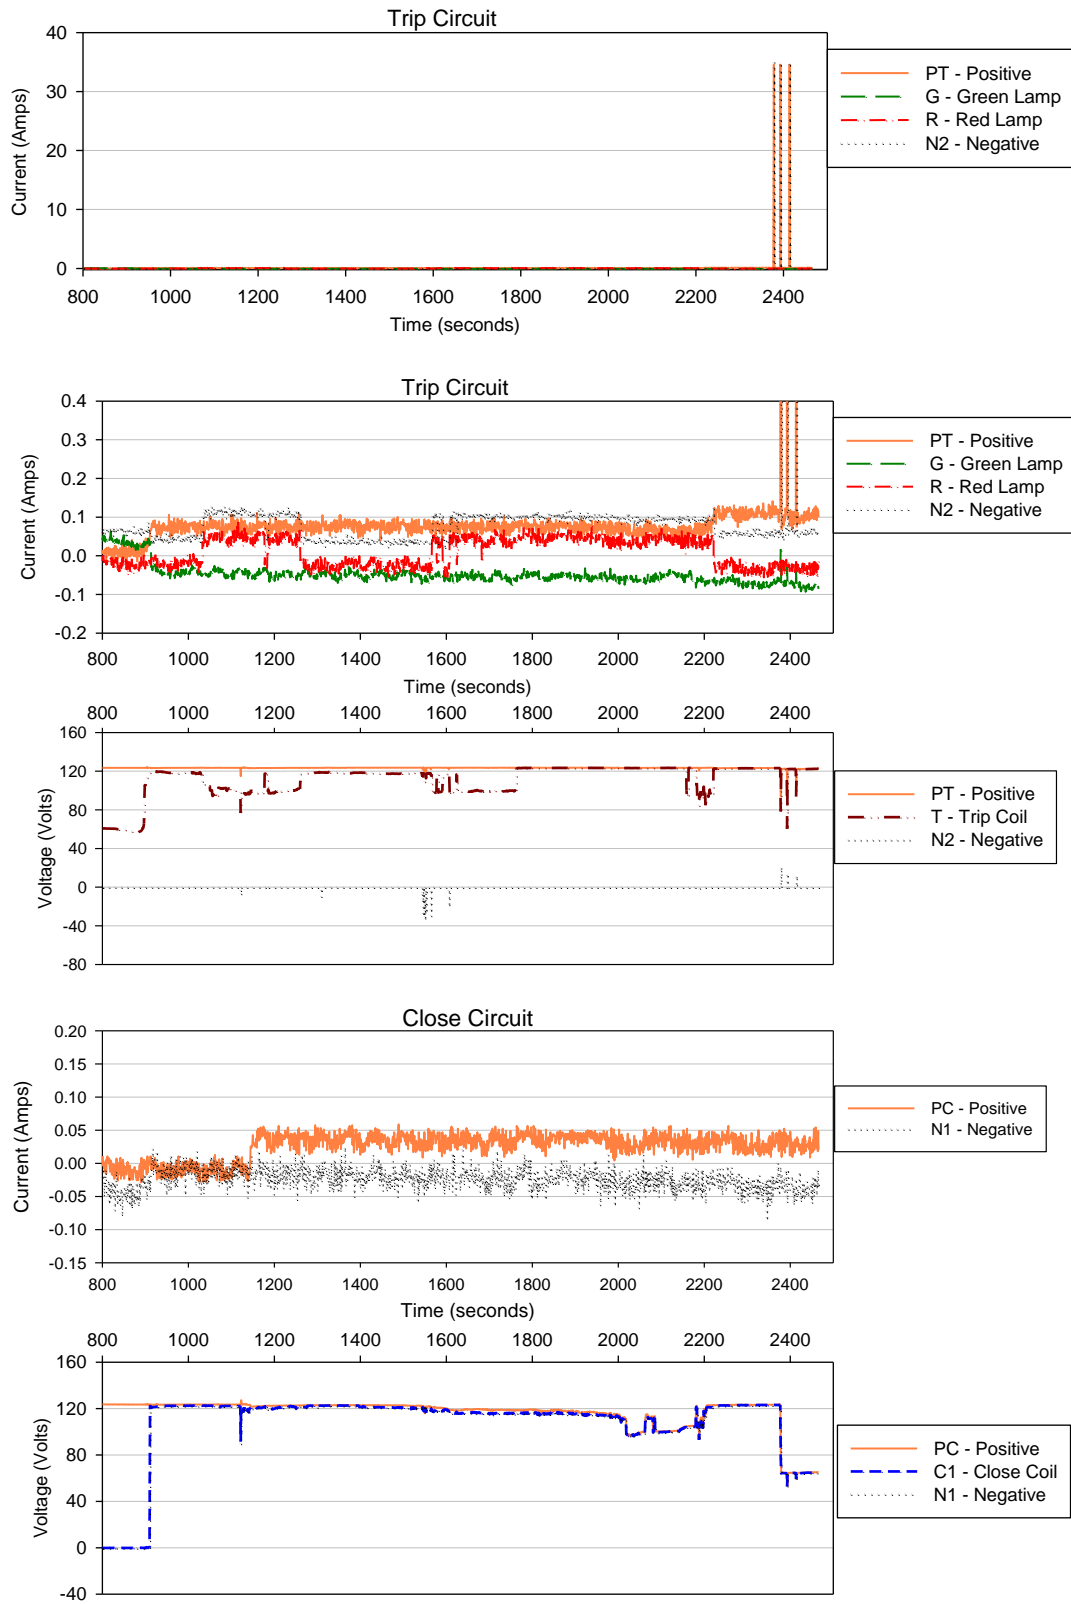 Trip Circuit
40
30
20
10
0
Current (Amps)
800 1000 1200 1400 1600 1800 2000 2200 2400
Time (seconds)
PT - Positive
G - Green Lamp
R - Red Lamp
N2 - Negative
Trip Circuit
0.4
0.3
0.2
0.1
0.0
-0.1
-0.2
Current (Amps)
800 1000 1200 1400 1600 1800 2000 2200 2400
Time (seconds)
PT - Positive
G - Green Lamp
R - Red Lamp
N2 - Negative
800 1000 1200 1400 1600 1800 2000 2200 2400
160
120
80
40
0
-40
-80
Voltage (Volts)
PT - Positive
T - Trip Coil
N2 - Negative
Close Circuit
0.20
0.15
0.10
0.05
0.00
-0.05
-0.10
-0.15
Current (Amps)
800 1000 1200 1400 1600 1800 2000 2200 2400
Time (seconds)
PC - Positive
N1 - Negative
800 1000 1200 1400 1600 1800 2000 2200 2400
160
120
80
40
0
-40
Voltage (Volts)
PC - Positive
C1 - Close Coil
N1 - Negative